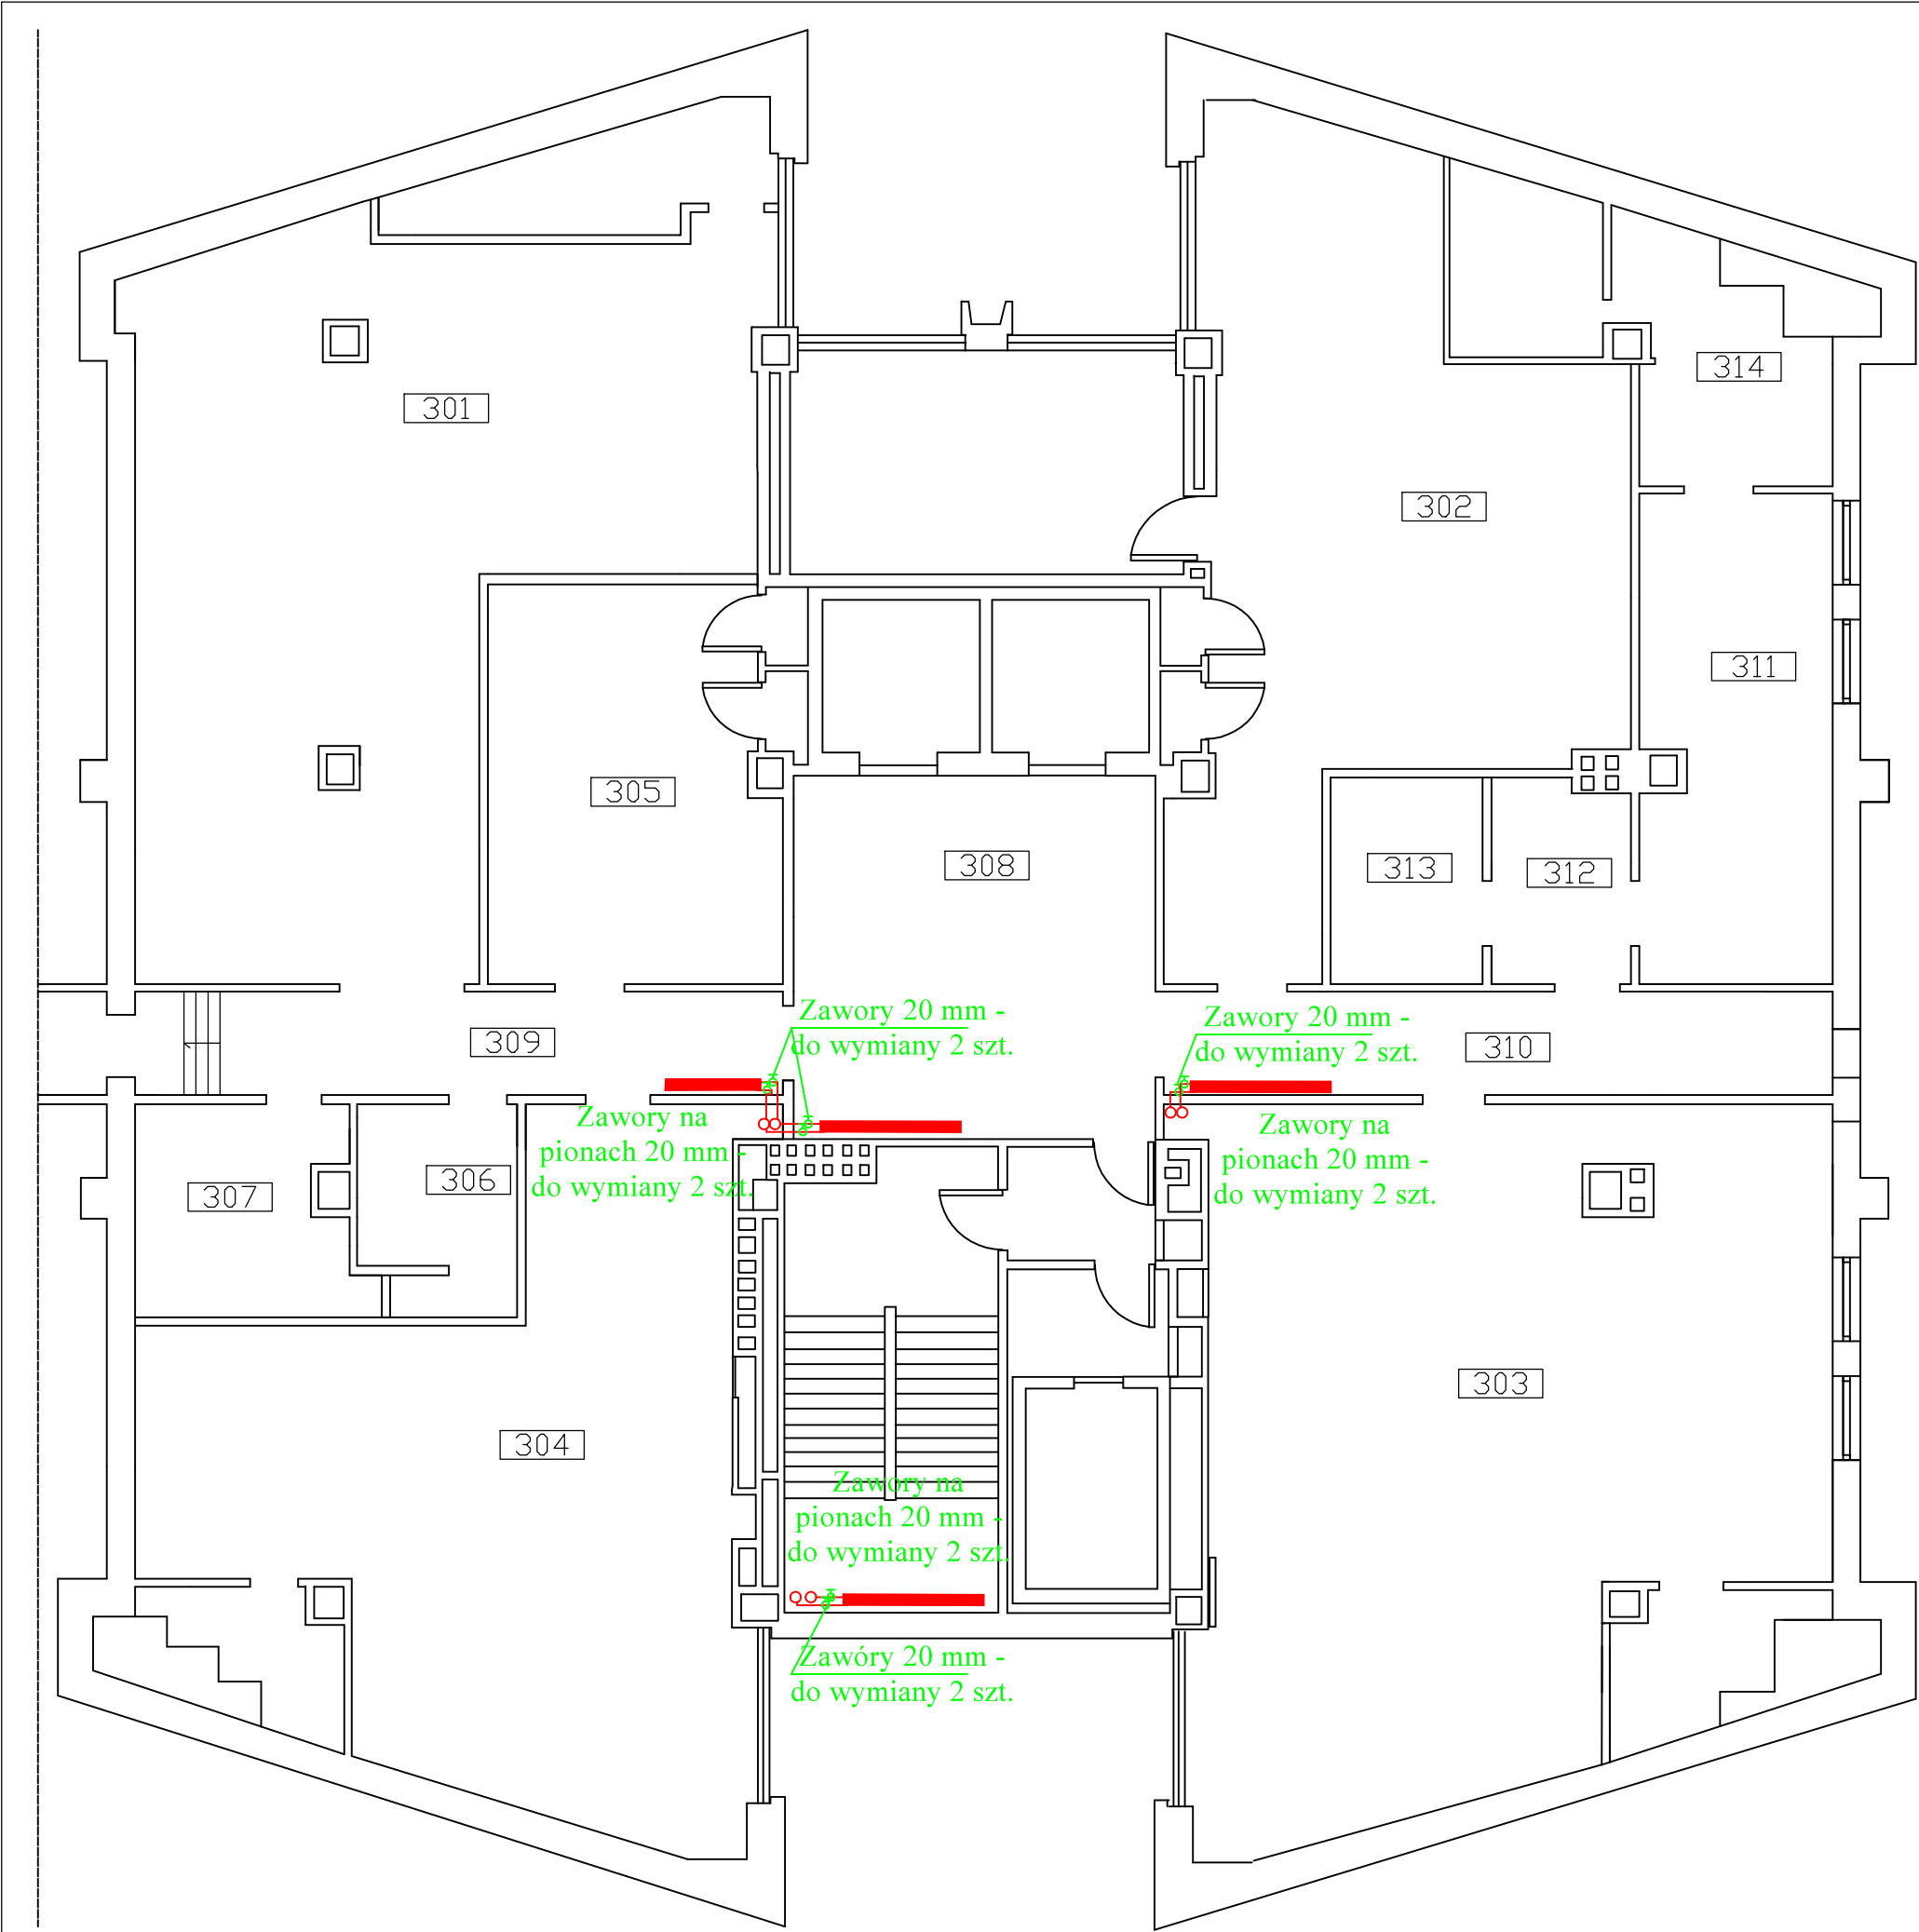 314
301
302
311
305
308
313
312
Zawory 20 mm -
do wymiany 2 szt.
Zawory 20 mm -
do wymiany 2 szt.
309
310
Zawory na
pionach 20 mm -
do wymiany 2 szt.
Zawory na
pionach 20 mm -
do wymiany 2 szt.
306
307
303
304
Zawory na
pionach 20 mm -
do wymiany 2 szt.
Zawóry 20 mm -
do wymiany 2 szt.